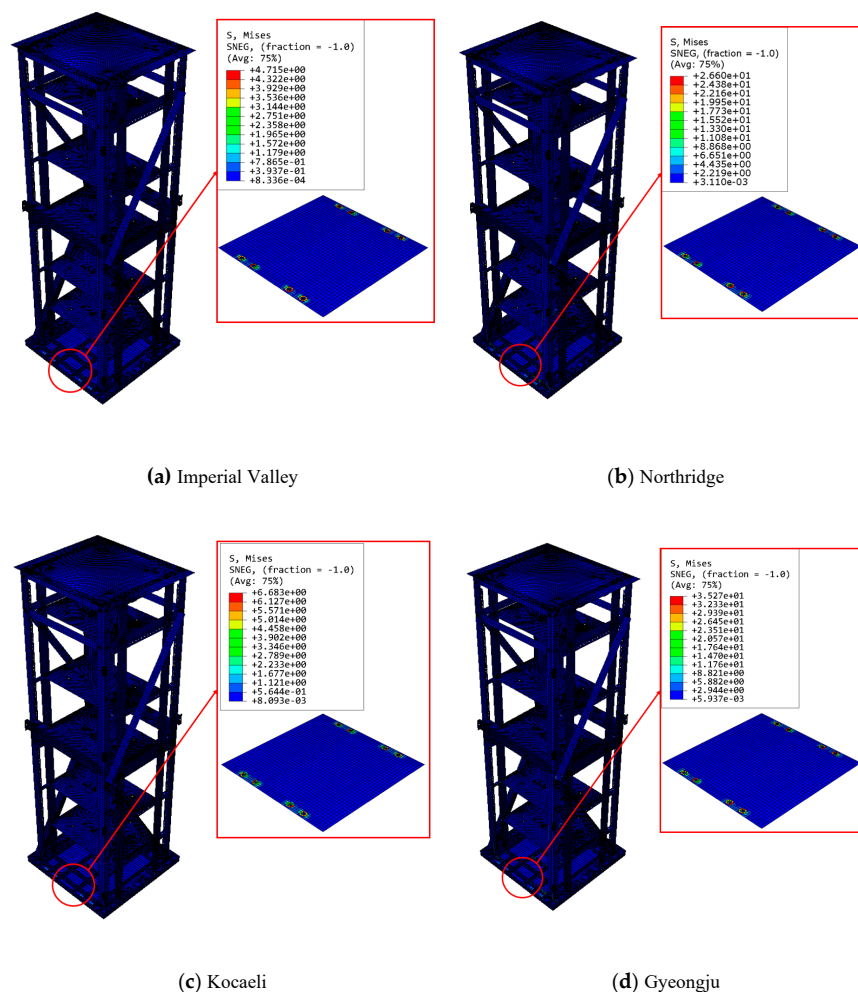 S, Mises
SNEG, (fraction = -1.0)
(Avg: 75%)
+4.715e+00
+4.322e+00
+3.929e+00
+3.536e+00
+3.144e+00
+2.751e+00
+2.358e+00
+1.965e+00
+1.572e+00
+1.179e+00
+7.865e-01
+3.937e-01
+8.336e-04
(a) Imperial Valley
S, Mises
SNEG, (fraction = -1.0)
(Avg: 75%)
+2.660e+01
+2.438e+01
+2.216e+01
+1.995e+01
+1.773e+01
+1.552e+01
+1.330e+01
+1.108e+01
+8.868e+00
+6.651e+00
+4.435e+00
+2.219e+00
+3.110e-03
(b) Northridge
S, Mises
SNEG, (fraction = -1.0)
(Avg: 75%)
+6.683e+00
+6.127e+00
+5.571e+00
+5.014e+00
+4.458e+00
+3.902e+00
+3.346e+00
+2.789e+00
+2.233e+00
+1.677e+00
+1.121e+00
+5.644e-01
+8.093e-03
(c) Kocaeli
S, Mises
SNEG, (fraction = -1.0)
(Avg: 75%)
+3.527e+01
+3.233e+01
+2.939e+01
+2.645e+01
+2.351e+01
+2.057e+01
+1.764e+01
+1.470e+01
+1.176e+01
+8.821e+00
+5.882e+00
+2.944e+00
+5.937e-03
(d) Gyeongju